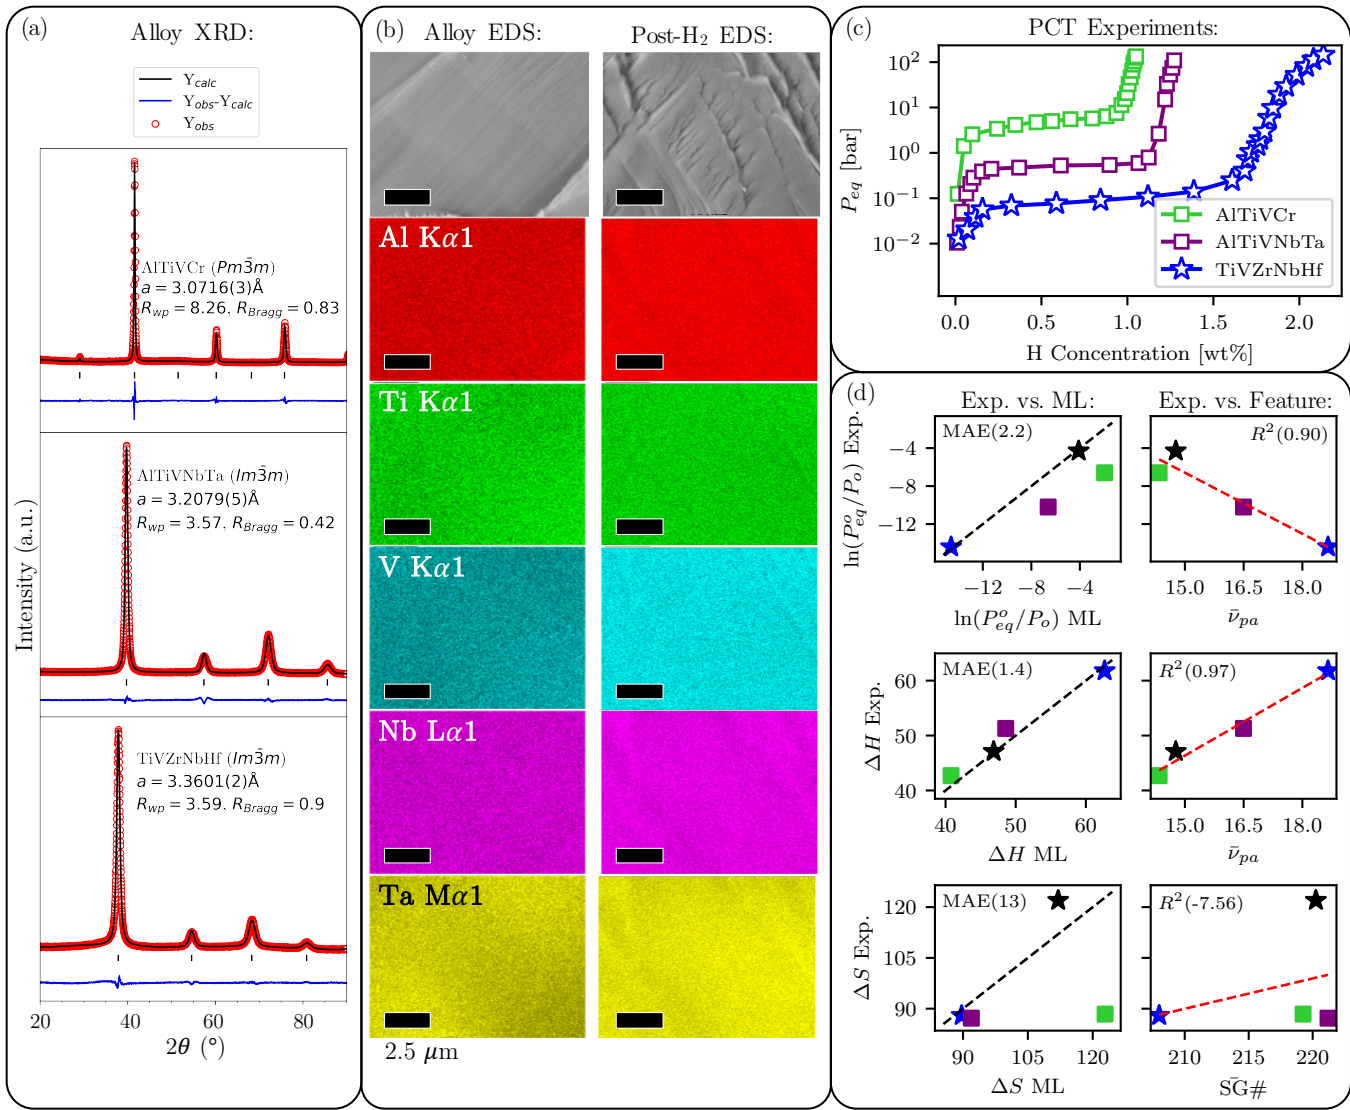 (a)
Alloy XRD:
Y_calc
Y_obs-Y_calc
Y_obs
AlTiVCr (Pm3̄m)
a = 3.0716(3)Å
R_wp = 8.26, R_Bragg = 0.83
AlTiVNbTa (Im3̄m)
a = 3.2079(5)Å
R_wp = 3.57, R_Bragg = 0.42
TiVZrNbHf (Im3̄m)
a = 3.3601(2)Å
R_wp = 3.59, R_Bragg = 0.9
Intensity (a.u.)
20 40 60 80
2θ (°)
(b)
Alloy EDS: Post-H₂ EDS:
Al Kα1
Ti Kα1
V Kα1
Nb Lα1
Ta Mα1
2.5 μm
(c)
PCT Experiments:
10²
10¹
10⁰
10⁻¹
10⁻²
P_eq [bar]
AlTiVCr
AlTiVNbTa
TiVZrNbHf
0.0 0.5 1.0 1.5 2.0
H Concentration [wt%]
(d)
Exp. vs. ML: Exp. vs. Feature:
MAE(2.2)
R²(0.90)
−4
−8
−12
ln(P°_eq/P_o) Exp.
−12 −8 −4
ln(P°_eq/P_o) ML
15.0 16.5 18.0
ν̄_pa
MAE(1.4)
R²(0.97)
60
50
40
ΔH Exp.
40 50 60
ΔH ML
15.0 16.5 18.0
ν̄_pa
MAE(13)
R²(-7.56)
120
105
90
ΔS Exp.
90 105 120
ΔS ML
210 215 220
SḠ#